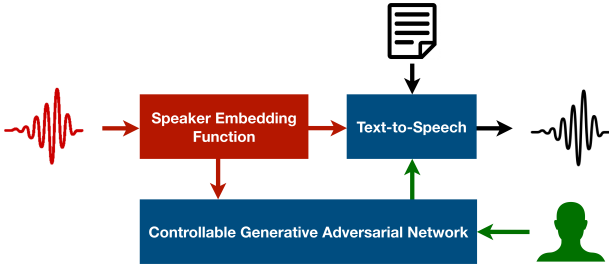 Speaker Embedding
Function
Text-to-Speech
Controllable Generative Adversarial Network